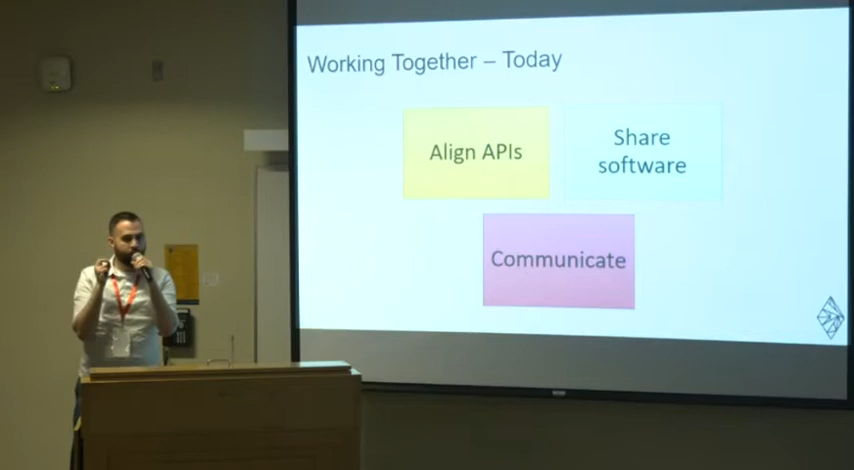 Working Together – Today
Align APIs
Share
software
Communicate